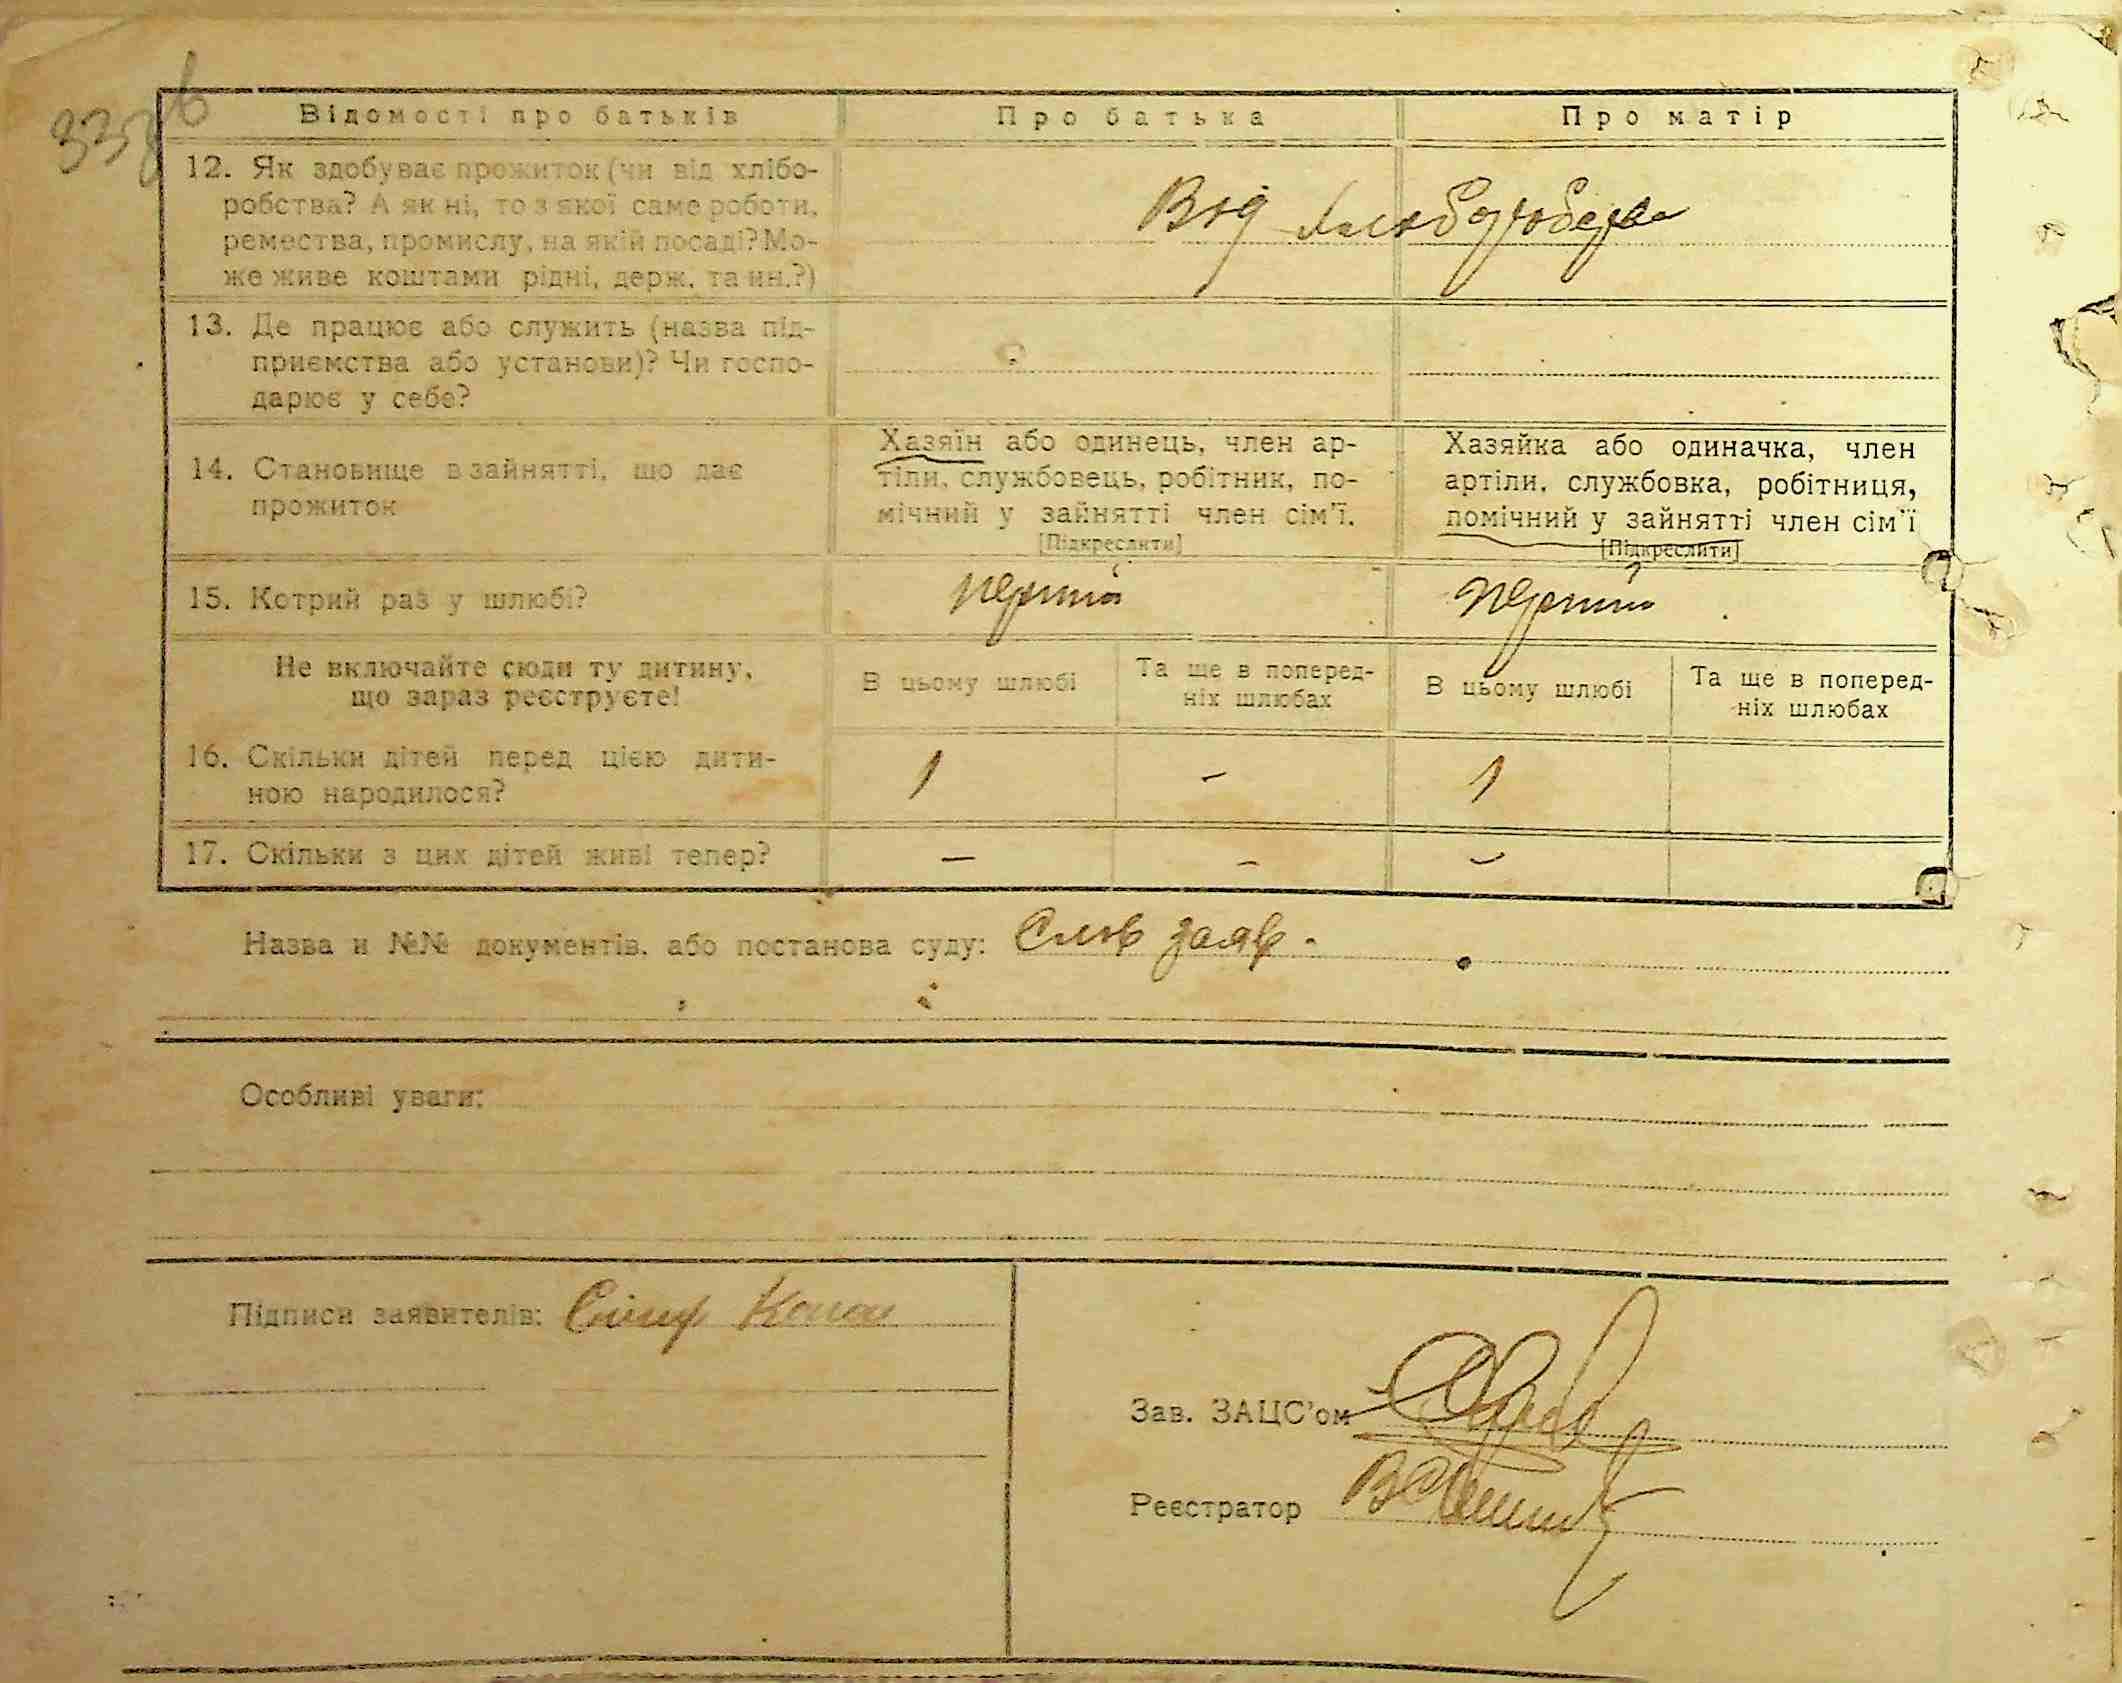 Відомості про батьків Про батька Про матір
12. Як здобуває прожиток (чи від хлібо-
робства? А як ні, то з якої саме роботи,
ремества, промислу, на якій посаді? Мо-
же живе коштами рідні, держ. та ин.?)
Від хліборобства
13. Де працює або служить (назва під-
приємства або установи)? Чи госпо-
дарює у себе?
14. Становище в зайнятті, що дає
прожиток
Хазяїн або одинець, член ар-
тіли, службовець, робітник, по-
мічний у зайнятті член сім'ї.
[Підкреслити]
Хазяйка або одиначка, член
артіли, службовка, робітниця,
помічний у зайнятті член сім'ї
[Підкреслити]
15. Котрий раз у шлюбі? перший перший
Не включайте сюди ту дитину,
що зараз реєструєте!
В цьому шлюбі
Та ще в поперед-
ніх шлюбах
В цьому шлюбі
Та ще в поперед-
ніх шлюбах
16. Скільки дітей перед цією дити-
ною народилося?
1 - 1
17. Скільки з цих дітей живі тепер? - - -
Назва и №№ документів, або постанова суду: Слов заяв.
Особливі уваги:
Підписи заявителів:
Зав. ЗАЦС'ом
Реєстратор